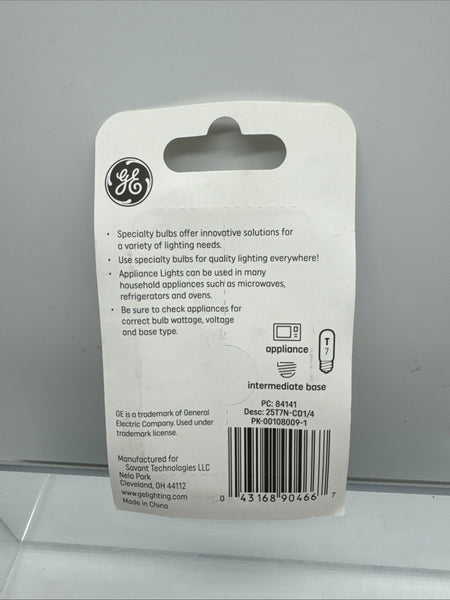 GE
• Specialty bulbs offer innovative solutions for
a variety of lighting needs.
• Use specialty bulbs for quality lighting everywhere!
• Appliance Lights can be used in many
household appliances such as microwaves,
refrigerators and ovens.
• Be sure to check appliances for
correct bulb wattage, voltage
and base type.
appliance
T
7
intermediate base
PC: 84141
Desc: 25T7N-CD1/4
PK-00108009-1
GE is a trademark of General
Electric Company. Used under
trademark license.
Manufactured for
Savant Technologies LLC
Nela Park
Cleveland, OH 44112
www.gelighting.com
Made in China
0 43168 90466 7